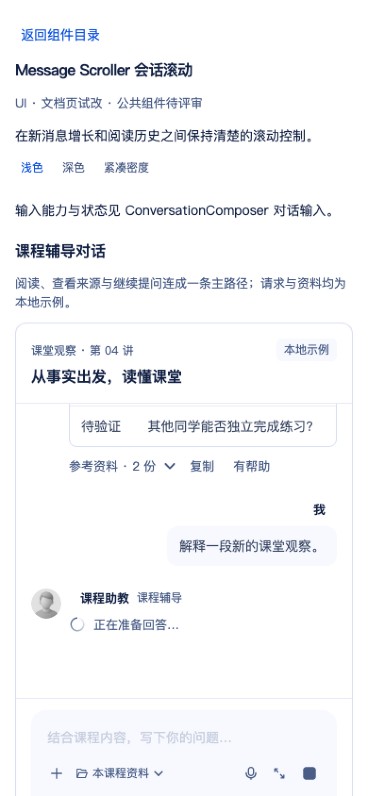 返回组件目录
Message Scroller 会话滚动
UI · 文档页试改 · 公共组件待评审
在新消息增长和阅读历史之间保持清楚的滚动控制。
浅色 深色 紧凑密度
输入能力与状态见 ConversationComposer 对话输入。
课程辅导对话
阅读、查看来源与继续提问连成一条主路径；请求与资料均为
本地示例。
课堂观察 · 第 04 讲 本地示例
从事实出发，读懂课堂
待验证 其他同学能否独立完成练习？
参考资料 · 2 份 复制 有帮助
我
解释一段新的课堂观察。
课程助教 课程辅导
正在准备回答…
结合课程内容，写下你的问题…
本课程资料